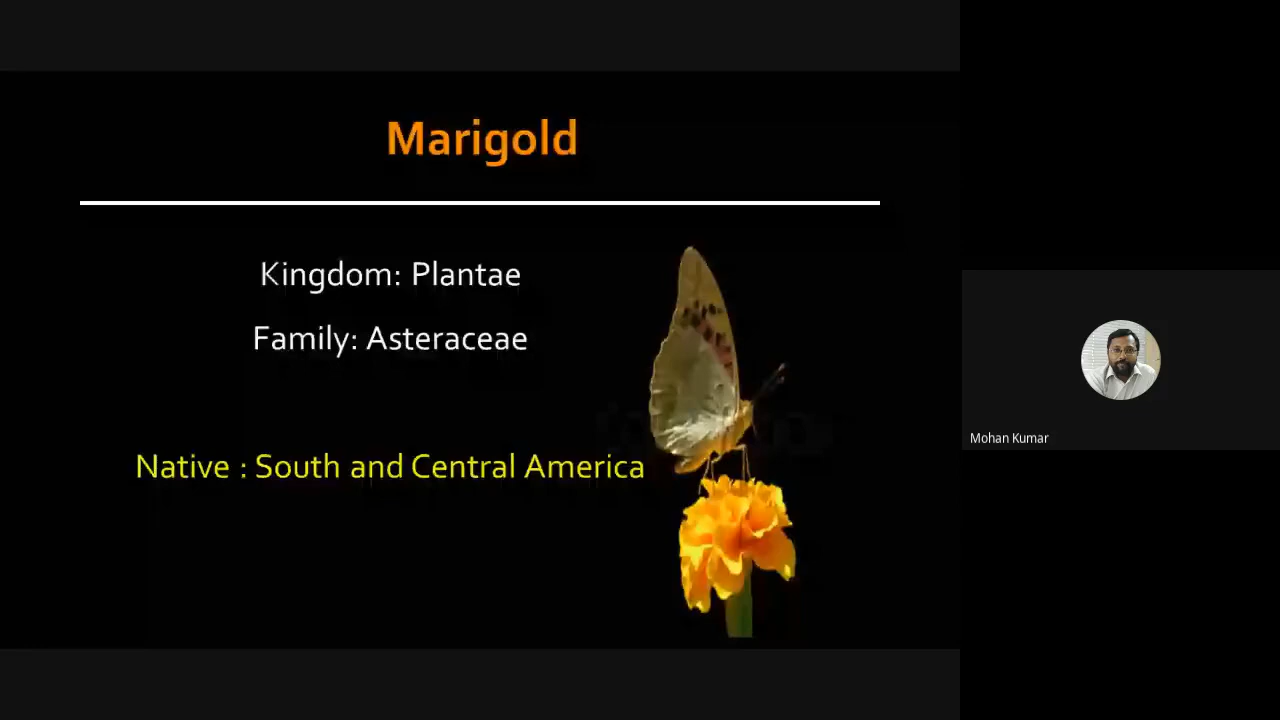 Marigold
Kingdom: Plantae
Family: Asteraceae
Native : South and Central America
Mohan Kumar